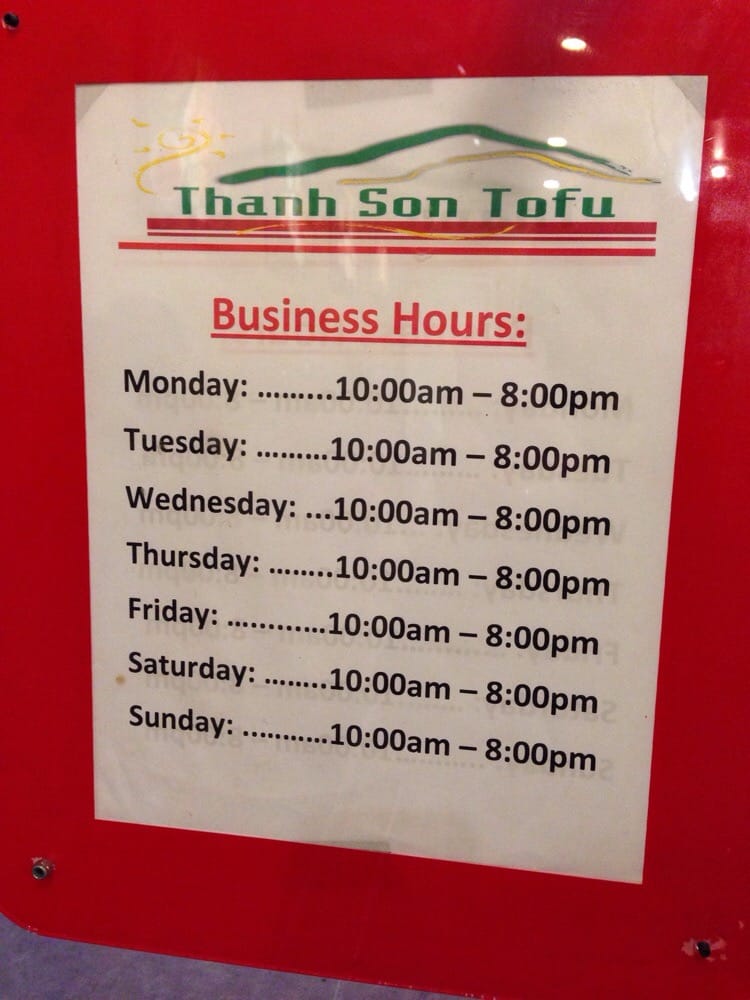 Thanh Son Tofu
Business Hours:
Monday: .........10:00am – 8:00pm
Tuesday: .........10:00am – 8:00pm
Wednesday: ...10:00am – 8:00pm
Thursday: ........10:00am – 8:00pm
Friday: ............10:00am – 8:00pm
Saturday: ........10:00am – 8:00pm
Sunday: ...........10:00am – 8:00pm